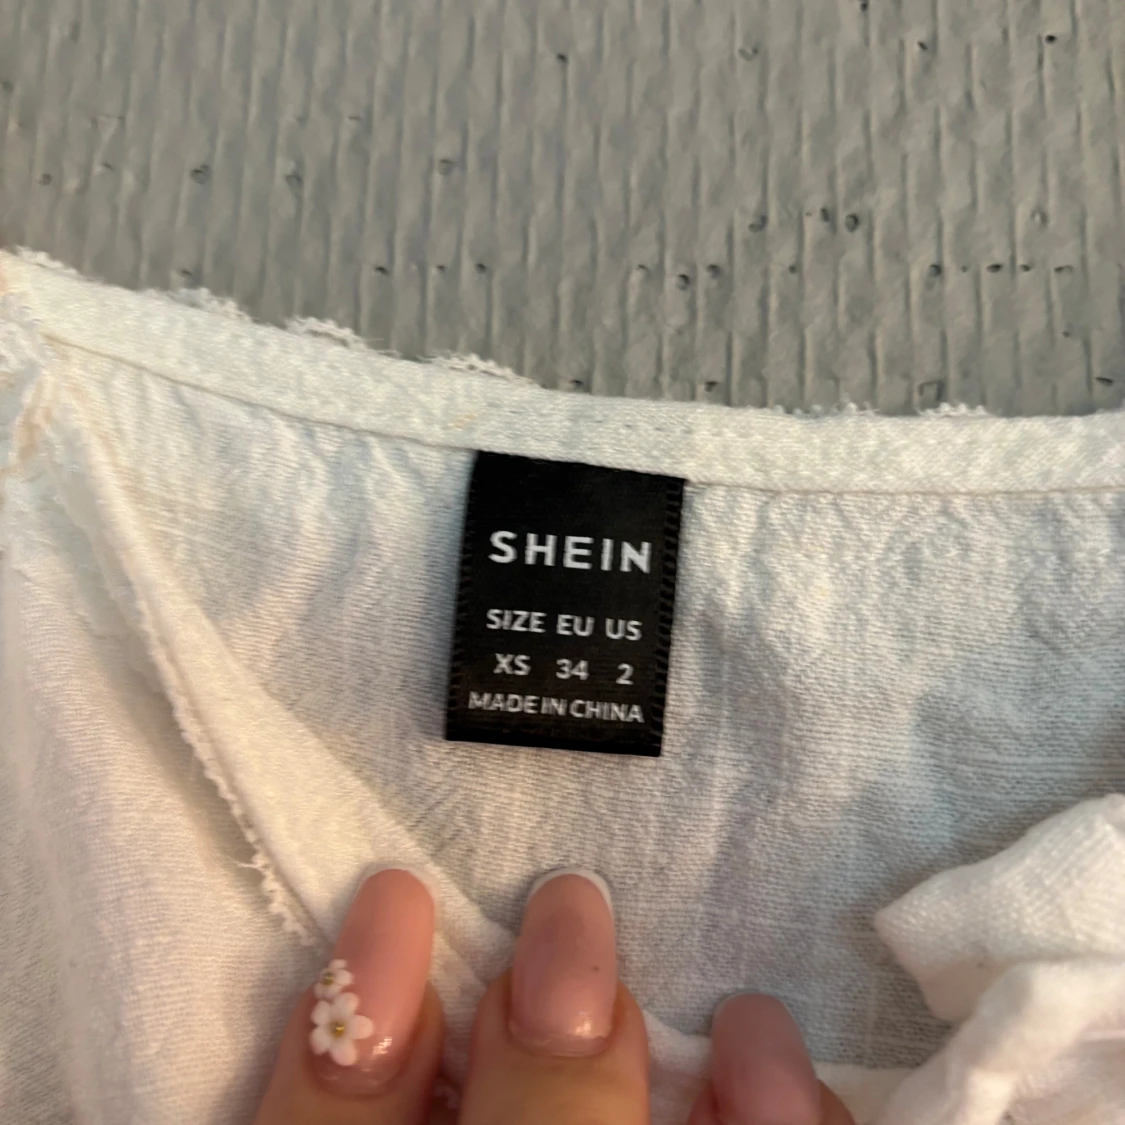 SHEIN
SIZE EU US
XS 34 2
MADE IN CHINA